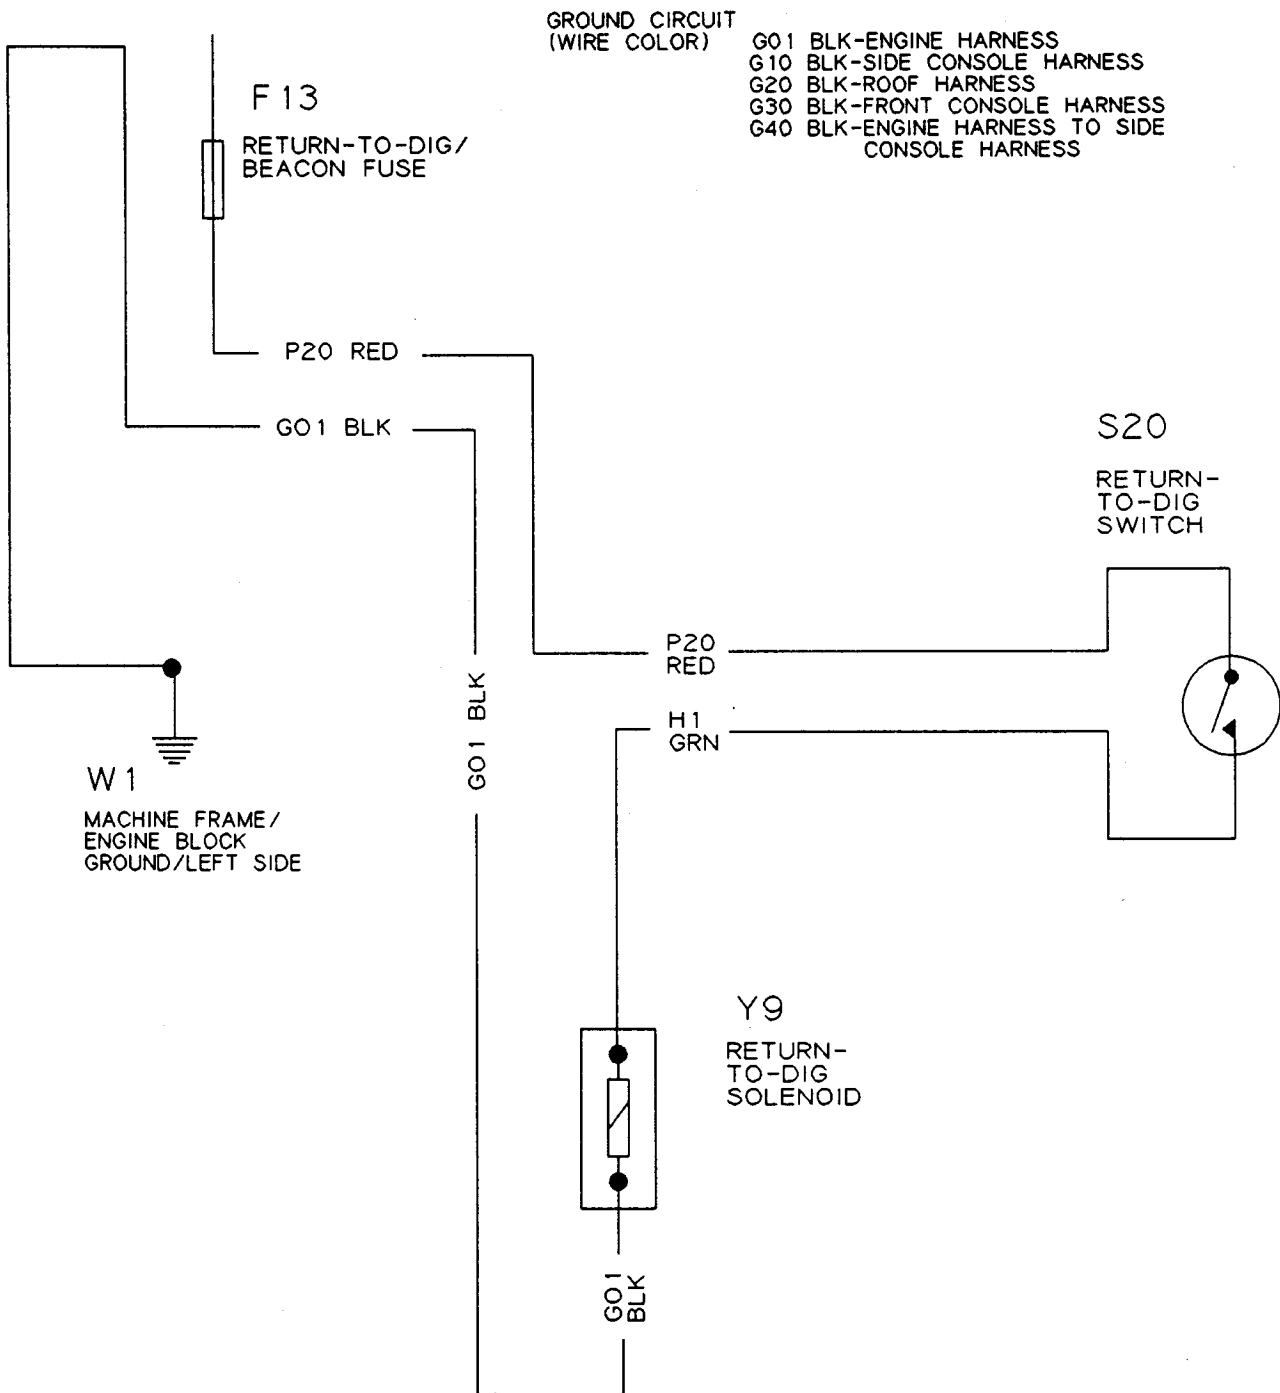 GROUND CIRCUIT
(WIRE COLOR)
G01 BLK-ENGINE HARNESS
G10 BLK-SIDE CONSOLE HARNESS
G20 BLK-ROOF HARNESS
G30 BLK-FRONT CONSOLE HARNESS
G40 BLK-ENGINE HARNESS TO SIDE
CONSOLE HARNESS
F13
RETURN-TO-DIG/
BEACON FUSE
P20 RED
G01 BLK
S20
RETURN-
TO-DIG
SWITCH
P20
RED
G01 BLK
H1
GRN
W1
MACHINE FRAME/
ENGINE BLOCK
GROUND/LEFT SIDE
Y9
RETURN-
TO-DIG
SOLENOID
G01
BLK